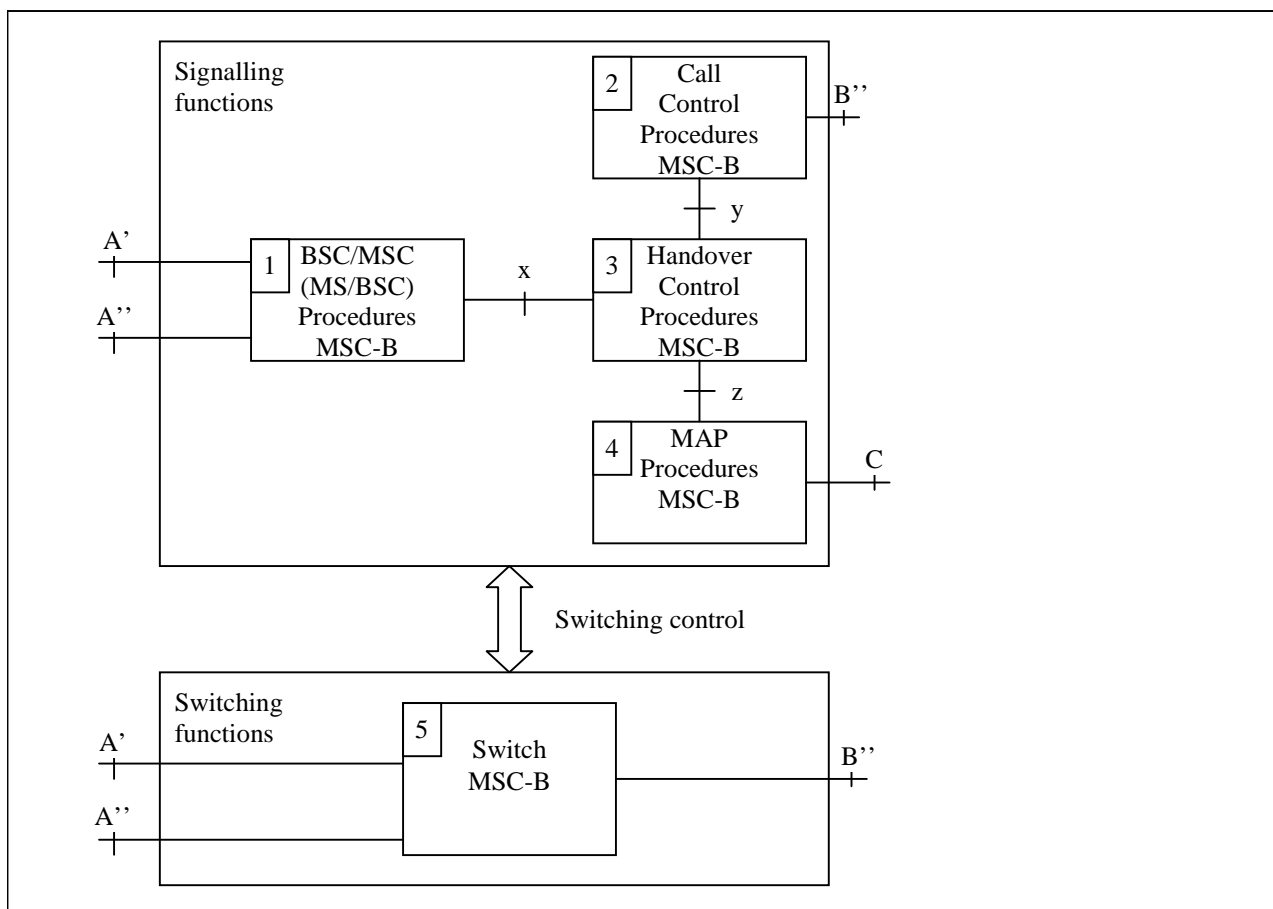 Signalling
functions
2
Call
Control
Procedures
MSC-B
B’’
y
A'
A’’
1
BSC/MSC
(MS/BSC)
Procedures
MSC-B
x
3
Handover
Control
Procedures
MSC-B
z
4
MAP
Procedures
MSC-B
C
Switching control
Switching
functions
A’
A’’
5
Switch
MSC-B
B’’